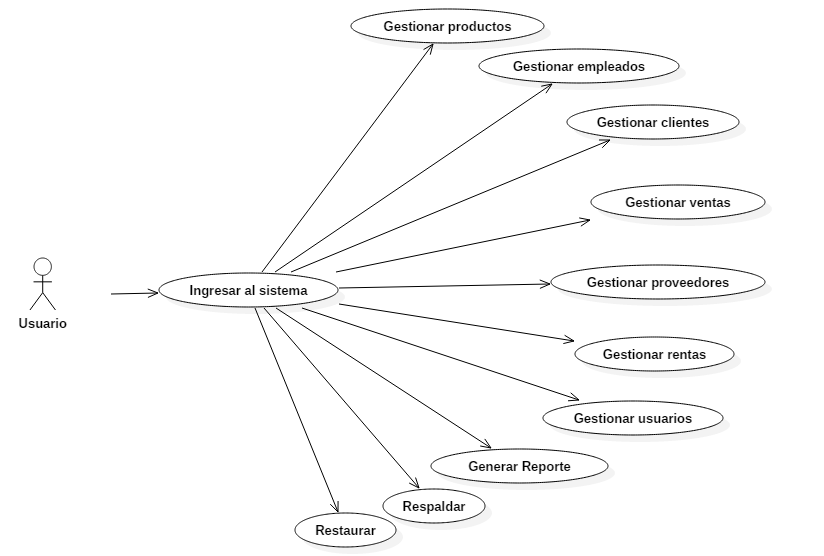 Gestionar productos
Gestionar empleados
Gestionar clientes
Gestionar ventas
Gestionar proveedores
Ingresar al sistema
Usuario
Gestionar rentas
Gestionar usuarios
Generar Reporte
Respaldar
Restaurar